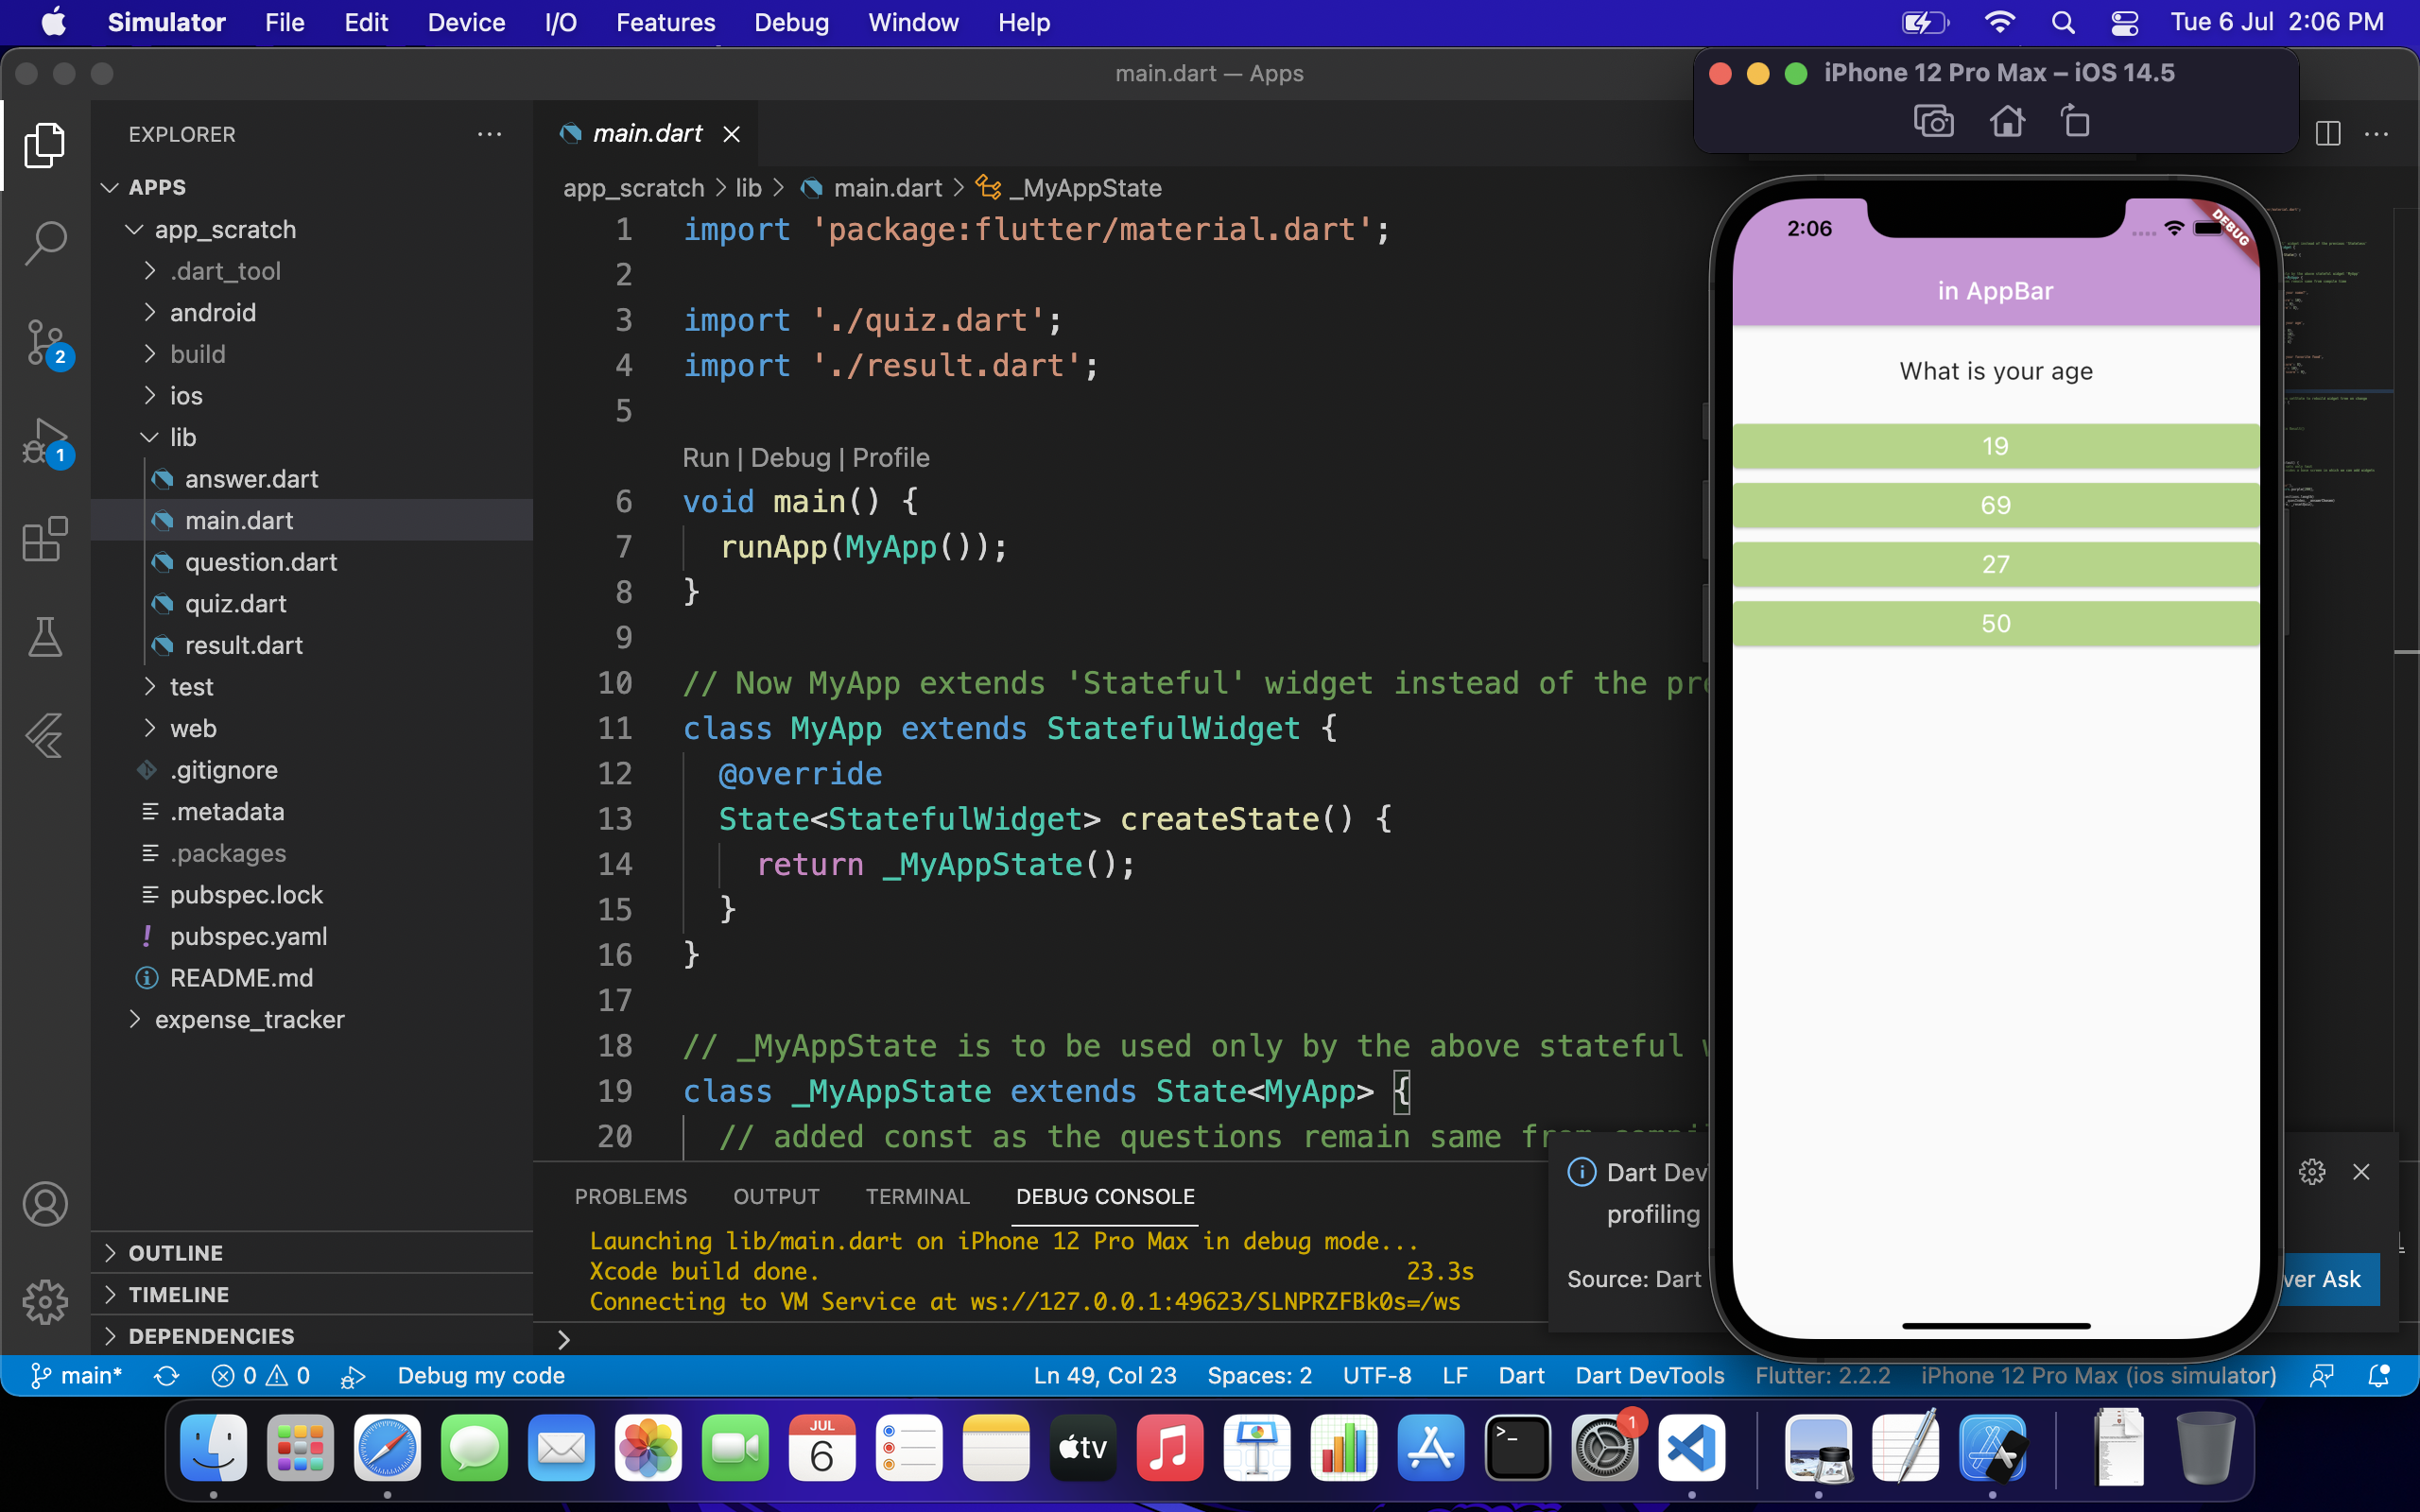 Simulator File Edit Device I/O Features Debug Window Help Tue 6 Jul 2:06 PM
main.dart — Apps
iPhone 12 Pro Max – iOS 14.5
EXPLORER
APPS
app_scratch
.dart_tool
android
build
ios
lib
answer.dart
main.dart
question.dart
quiz.dart
result.dart
test
web
.gitignore
.metadata
.packages
pubspec.lock
pubspec.yaml
README.md
expense_tracker
OUTLINE
TIMELINE
DEPENDENCIES
2
1
main.dart
app_scratch > lib > main.dart > _MyAppState
1 import 'package:flutter/material.dart';
2
3 import './quiz.dart';
4 import './result.dart';
5
Run | Debug | Profile
6 void main() {
7 runApp(MyApp());
8 }
9
10 // Now MyApp extends 'Stateful' widget instead of the pre
11 class MyApp extends StatefulWidget {
12 @override
13 State<StatefulWidget> createState() {
14 return _MyAppState();
15 }
16 }
17
18 // _MyAppState is to be used only by the above stateful
19 class _MyAppState extends State<MyApp> {
20 // added const as the questions remain same from compil
PROBLEMS OUTPUT TERMINAL DEBUG CONSOLE
Launching lib/main.dart on iPhone 12 Pro Max in debug mode...
Xcode build done. 23.3s
Connecting to VM Service at ws://127.0.0.1:49623/SLNPRZFBk0s=/ws
Dart Dev
profiling
Source: Dart
ver Ask
2:06
DEBUG
in AppBar
What is your age
19
69
27
50
main* 0 0 Debug my code Ln 49, Col 23 Spaces: 2 UTF-8 LF Dart Dart DevTools Flutter: 2.2.2 iPhone 12 Pro Max (ios simulator)
JUL
6
tv
>_
1